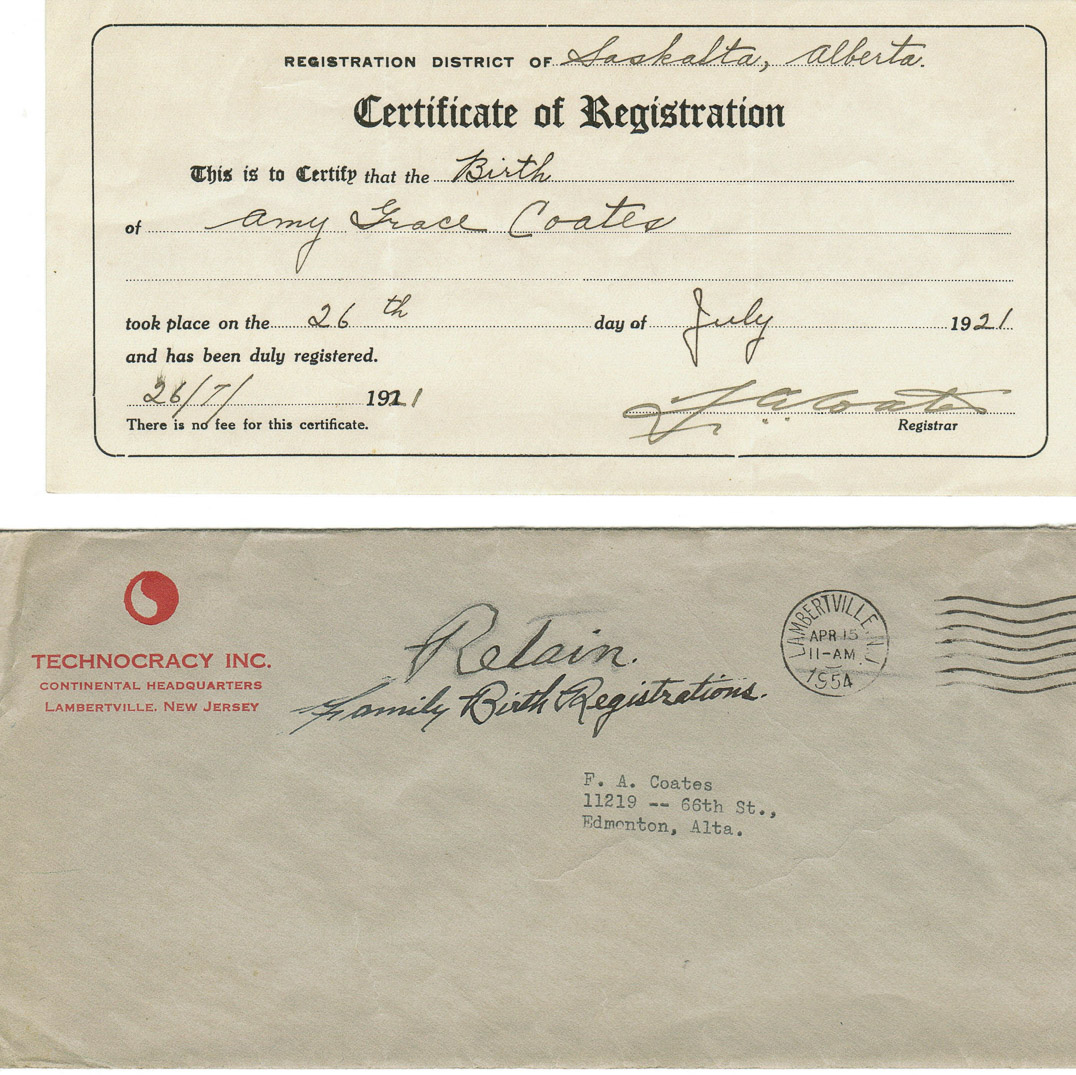 REGISTRATION DISTRICT OF Saskalta, Alberta.
Certificate of Registration
This is to Certify that the Birth
of Amy Grace Coates
took place on the 26th day of July 1921
and has been duly registered.
26/7/ 1921
F. A. Coates
There is no fee for this certificate. Registrar
TECHNOCRACY INC.
CONTINENTAL HEADQUARTERS
LAMBERTVILLE, NEW JERSEY
Retain.
Family Birth Registrations.
LAMBERTVILLE N.J.
APR 15
11-AM
1954
F. A. Coates
11219 -- 66th St.,
Edmonton, Alta.